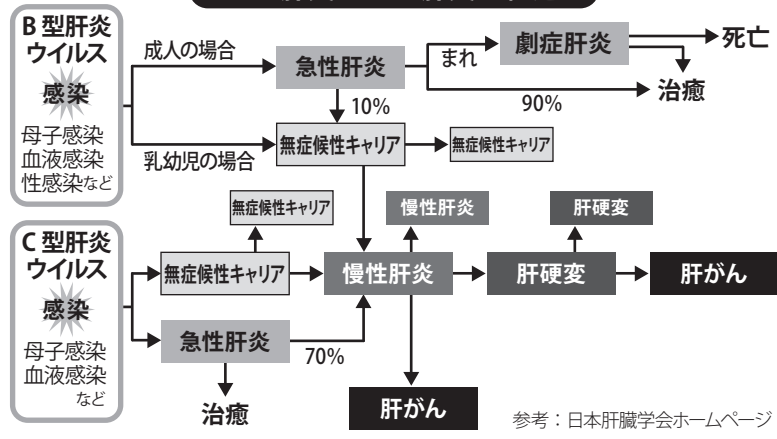 B型肝炎
ウイルス
感染
母子感染
血液感染
性感染など
成人の場合
乳幼児の場合
急性肝炎
10%
まれ
90%
劇症肝炎
死亡
治癒
無症候性キャリア
無症候性キャリア
C型肝炎
ウイルス
感染
母子感染
血液感染
など
無症候性キャリア
無症候性キャリア
急性肝炎
70%
治癒
慢性肝炎
慢性肝炎
肝硬変
肝硬変
肝がん
肝がん
参考：日本肝臓学会ホームページ